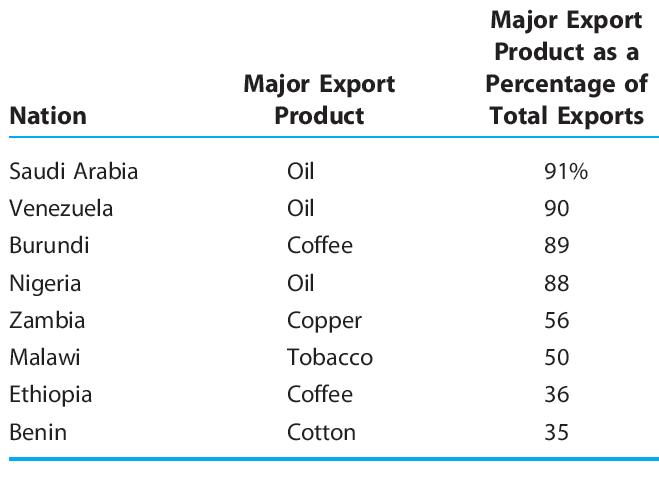 Nation Major Export Product Major Export Product as a Percentage of Total Exports
Saudi Arabia Oil 91%
Venezuela Oil 90
Burundi Coffee 89
Nigeria Oil 88
Zambia Copper 56
Malawi Tobacco 50
Ethiopia Coffee 36
Benin Cotton 35